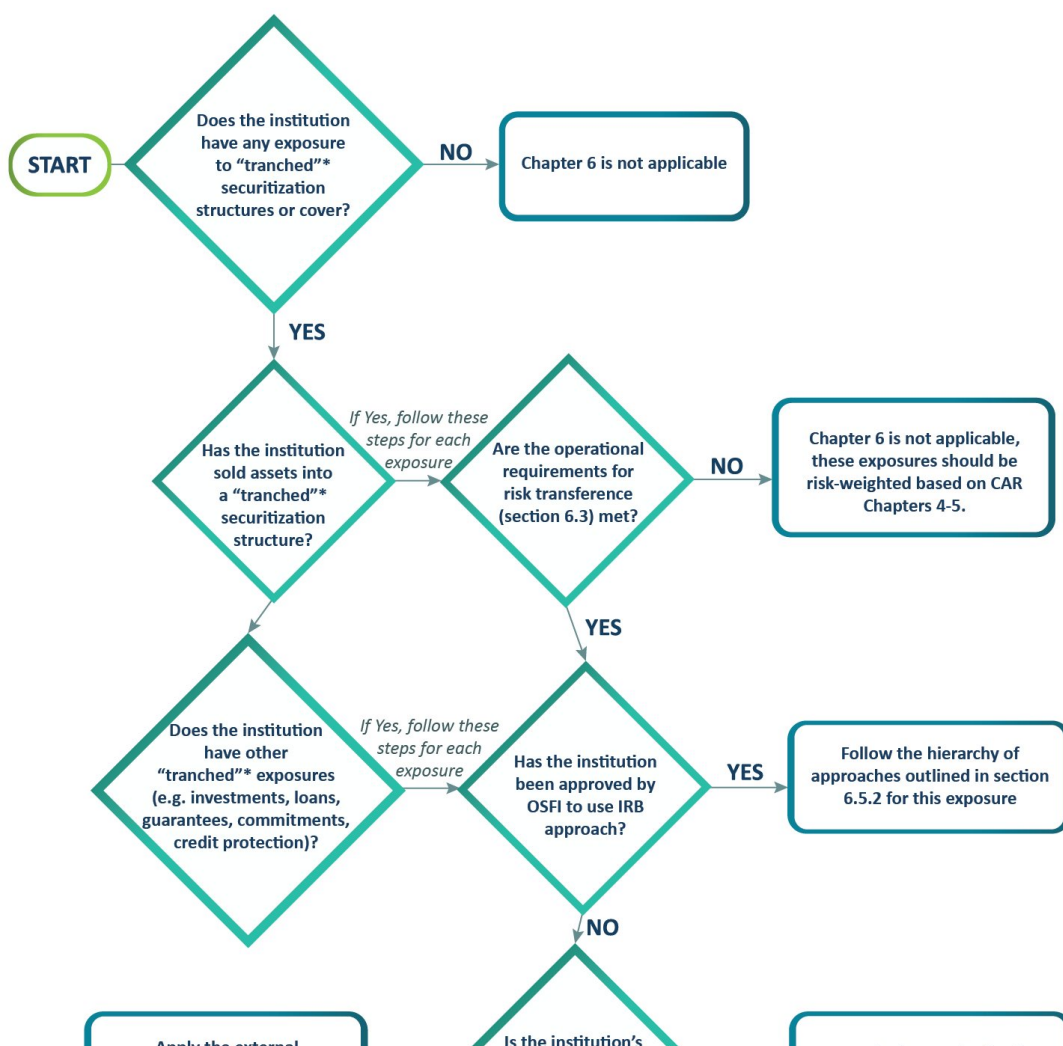 START
Does the institution
have any exposure
to “tranched”*
securitization
structures or cover?
NO
Chapter 6 is not applicable
YES
Has the institution
sold assets into
a “tranched”*
securitization
structure?
If Yes, follow these
steps for each
exposure
Are the operational
requirements for
risk transference
(section 6.3) met?
NO
Chapter 6 is not applicable,
these exposures should be
risk-weighted based on CAR
Chapters 4-5.
YES
Does the institution
have other
“tranched”* exposures
(e.g. investments, loans,
guarantees, commitments,
credit protection)?
If Yes, follow these
steps for each
exposure
Has the institution
been approved by
OSFI to use IRB
approach?
YES
Follow the hierarchy of
approaches outlined in section
6.5.2 for this exposure
NO
Apply the external
Is the institution’s